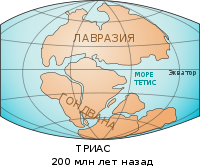 ЛАВРАЗИЯ
МОРЕ
ТЕТИС
Экватор
ГОНДВАНА
ТРИАС
200 млн лет назад